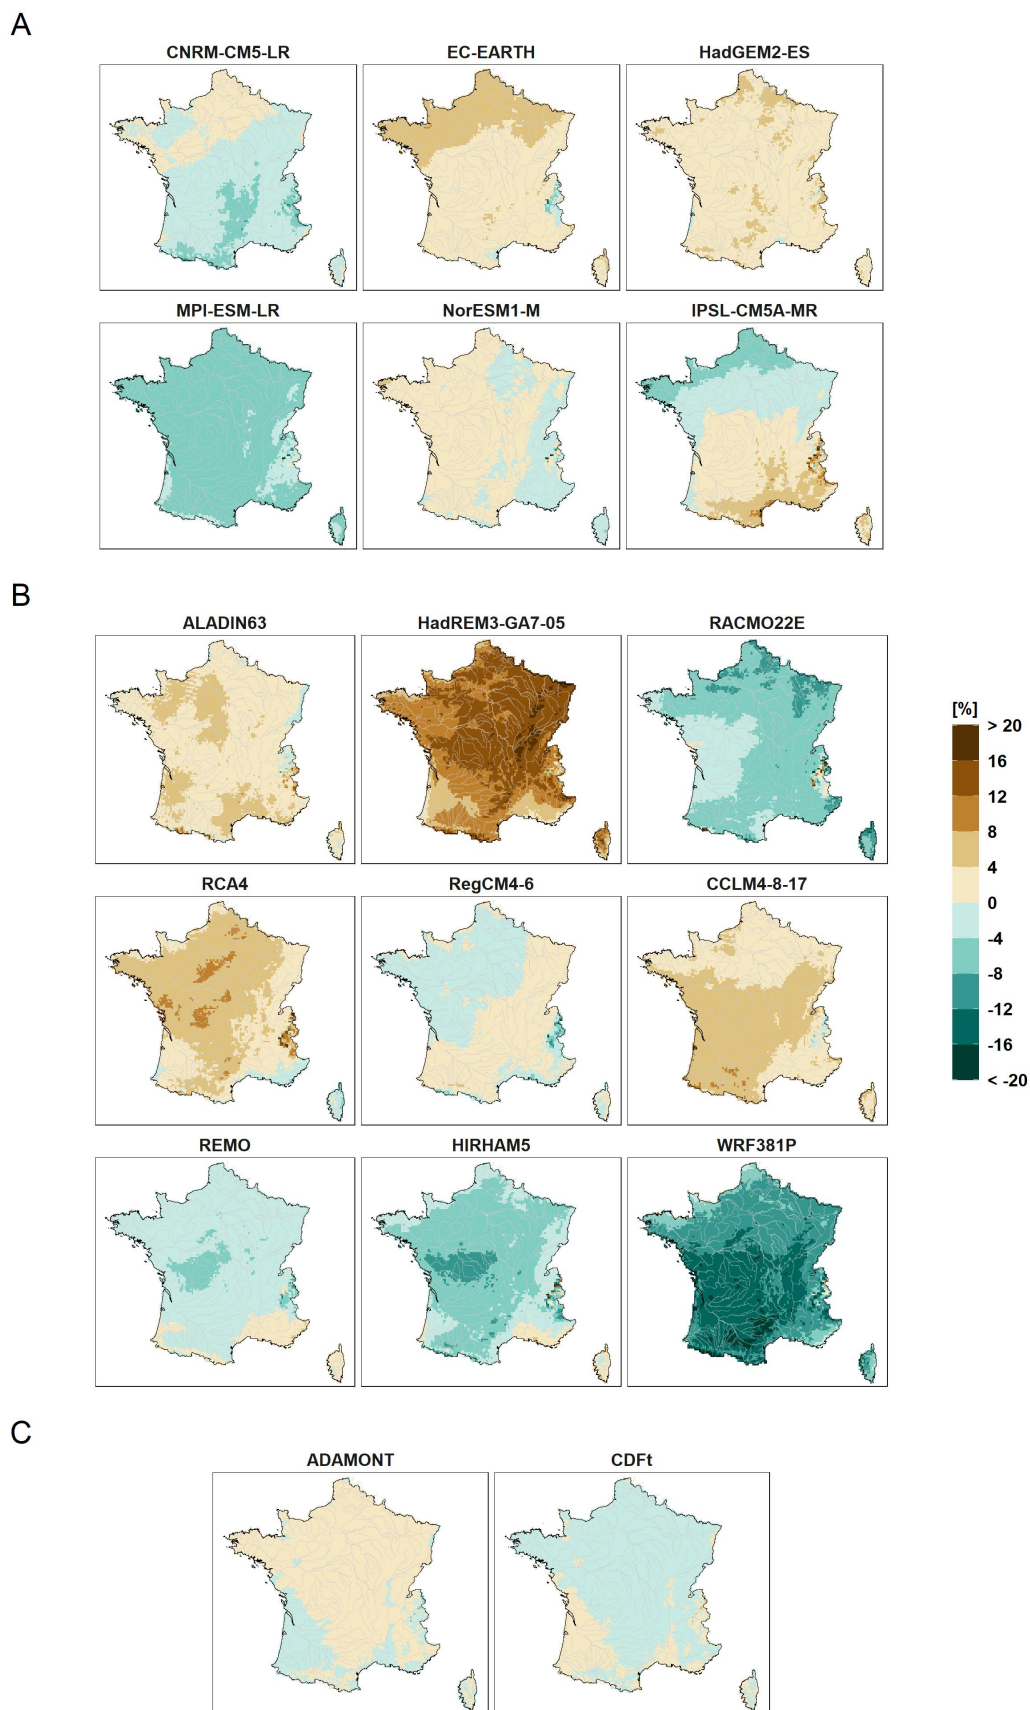 A
CNRM-CM5-LR EC-EARTH HadGEM2-ES
MPI-ESM-LR NorESM1-M IPSL-CM5A-MR
B
ALADIN63 HadREM3-GA7-05 RACMO22E
[%]
> 20
16
12
8
4
0
-4
-8
-12
-16
< -20
RCA4 RegCM4-6 CCLM4-8-17
REMO HIRHAM5 WRF381P
C
ADAMONT CDFt